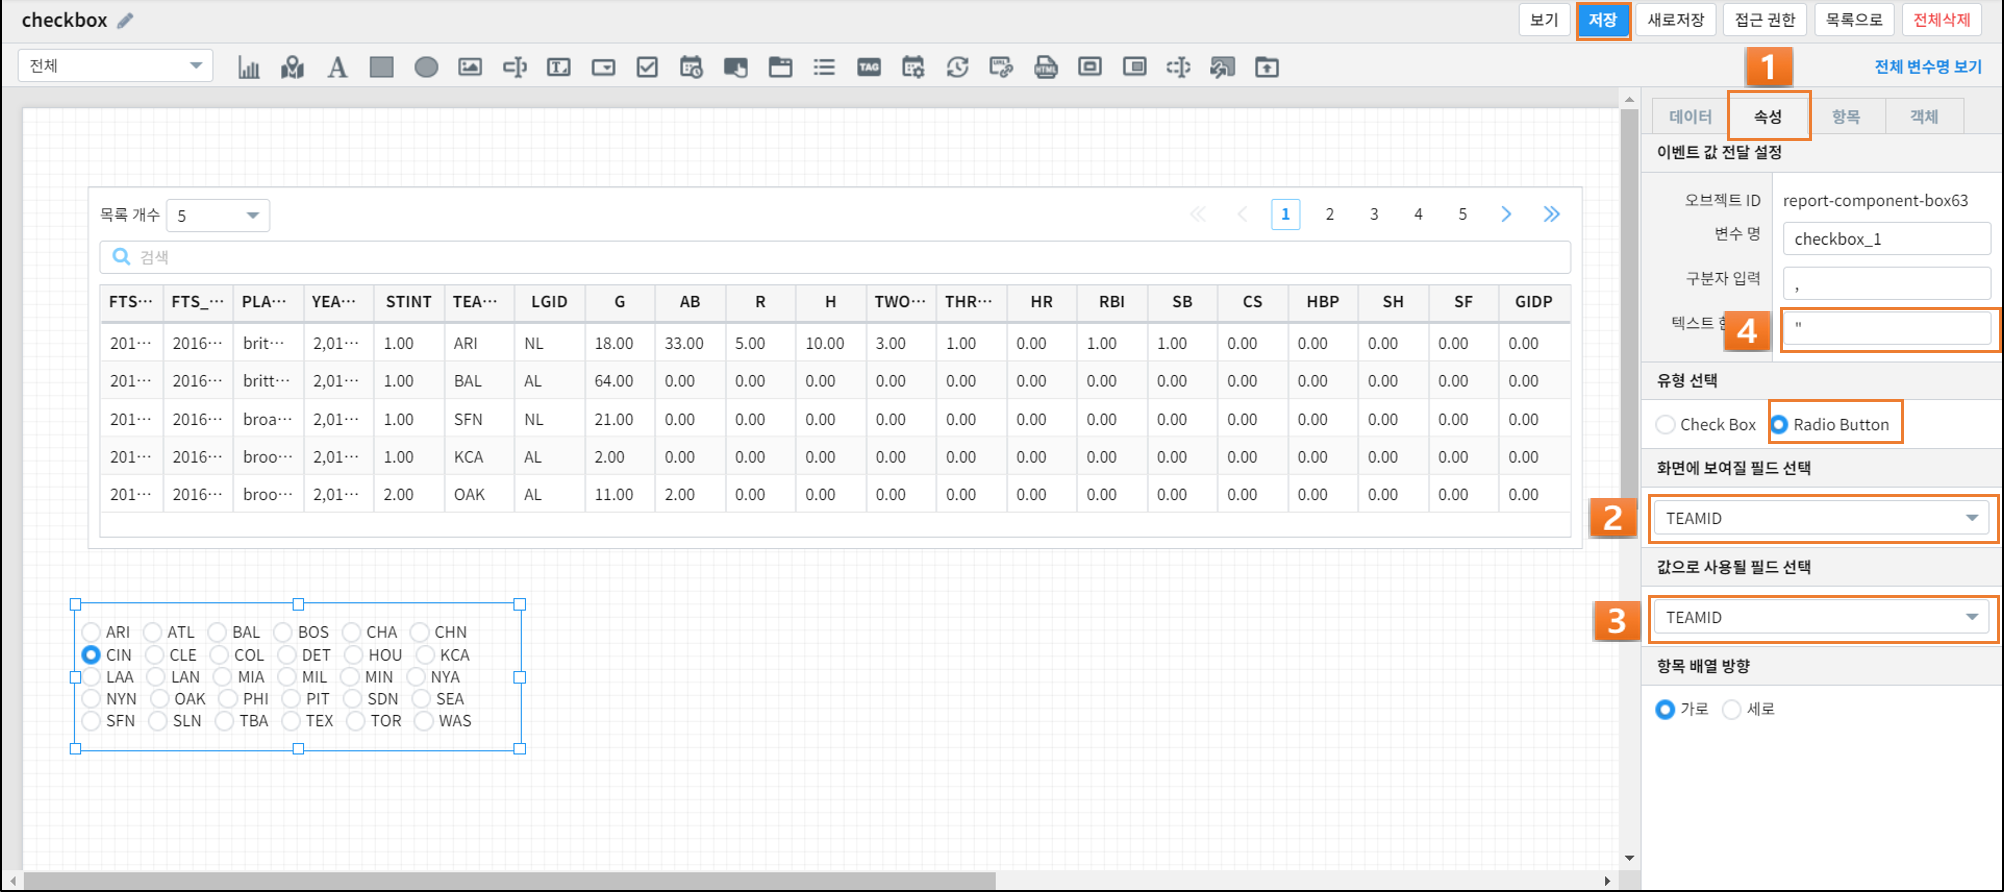 checkbox
보기 저장 새로저장 접근 권한 목록으로 전체삭제
전체
T
TAG
URL
HTML
전체 변수명 보기
1
데이터 속성 항목 객체
이벤트 값 전달 설정
오브젝트 ID report-component-box63
변수 명 checkbox_1
구분자 입력 ,
텍스트 "
4
유형 선택
Check Box Radio Button
화면에 보여질 필드 선택
2
TEAMID
값으로 사용될 필드 선택
3
TEAMID
항목 배열 방향
가로 세로
목록 개수 5
1 2 3 4 5
검색
FTS··· FTS_··· PLA··· YEA··· STINT TEA··· LGID G AB R H TWO··· THR··· HR RBI SB CS HBP SH SF GIDP
201··· 2016··· brit··· 2,01··· 1.00 ARI NL 18.00 33.00 5.00 10.00 3.00 1.00 0.00 1.00 1.00 0.00 0.00 0.00 0.00 0.00
201··· 2016··· britt··· 2,01··· 1.00 BAL AL 64.00 0.00 0.00 0.00 0.00 0.00 0.00 0.00 0.00 0.00 0.00 0.00 0.00 0.00
201··· 2016··· broa··· 2,01··· 1.00 SFN NL 21.00 0.00 0.00 0.00 0.00 0.00 0.00 0.00 0.00 0.00 0.00 0.00 0.00 0.00
201··· 2016··· broo··· 2,01··· 1.00 KCA AL 2.00 0.00 0.00 0.00 0.00 0.00 0.00 0.00 0.00 0.00 0.00 0.00 0.00 0.00
201··· 2016··· broo··· 2,01··· 2.00 OAK AL 11.00 2.00 0.00 0.00 0.00 0.00 0.00 0.00 0.00 0.00 0.00 0.00 0.00 0.00
ARI ATL BAL BOS CHA CHN
CIN CLE COL DET HOU KCA
LAA LAN MIA MIL MIN NYA
NYN OAK PHI PIT SDN SEA
SFN SLN TBA TEX TOR WAS